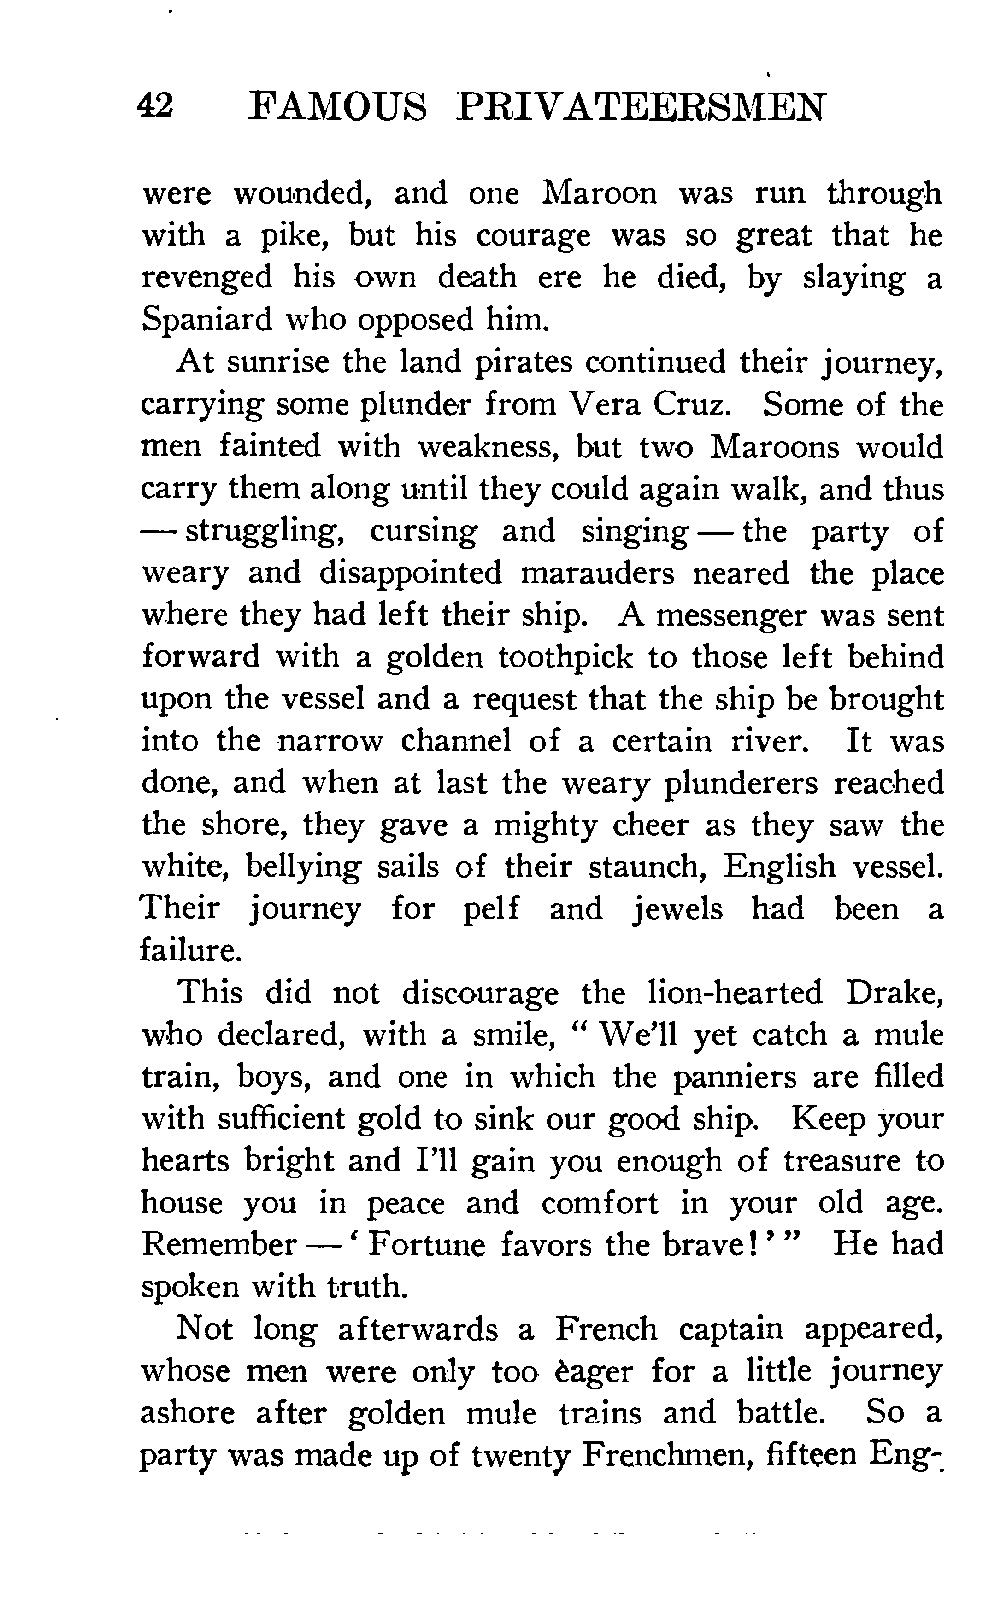 42 FAMOUS PRIVATEERSMEN
were wounded, and one Maroon was run through
with a pike, but his courage was so great that he
revenged his own death ere he died, by slaying a
Spaniard who opposed him.
At sunrise the land pirates continued their journey,
carrying some plunder from Vera Cruz. Some of the
men fainted with weakness, but two Maroons would
carry them along until they could again walk, and thus
— struggling, cursing and singing — the party of
weary and disappointed marauders neared the place
where they had left their ship. A messenger was sent
forward with a golden toothpick to those left behind
upon the vessel and a request that the ship be brought
into the narrow channel of a certain river. It was
done, and when at last the weary plunderers reached
the shore, they gave a mighty cheer as they saw the
white, bellying sails of their staunch, English vessel.
Their journey for pelf and jewels had been a
failure.
This did not discourage the lion-hearted Drake,
who declared, with a smile, “ We’ll yet catch a mule
train, boys, and one in which the panniers are filled
with sufficient gold to sink our good ship. Keep your
hearts bright and I’ll gain you enough of treasure to
house you in peace and comfort in your old age.
Remember — ‘ Fortune favors the brave! ’ ” He had
spoken with truth.
Not long afterwards a French captain appeared,
whose men were only too eager for a little journey
ashore after golden mule trains and battle. So a
party was made up of twenty Frenchmen, fifteen Eng-